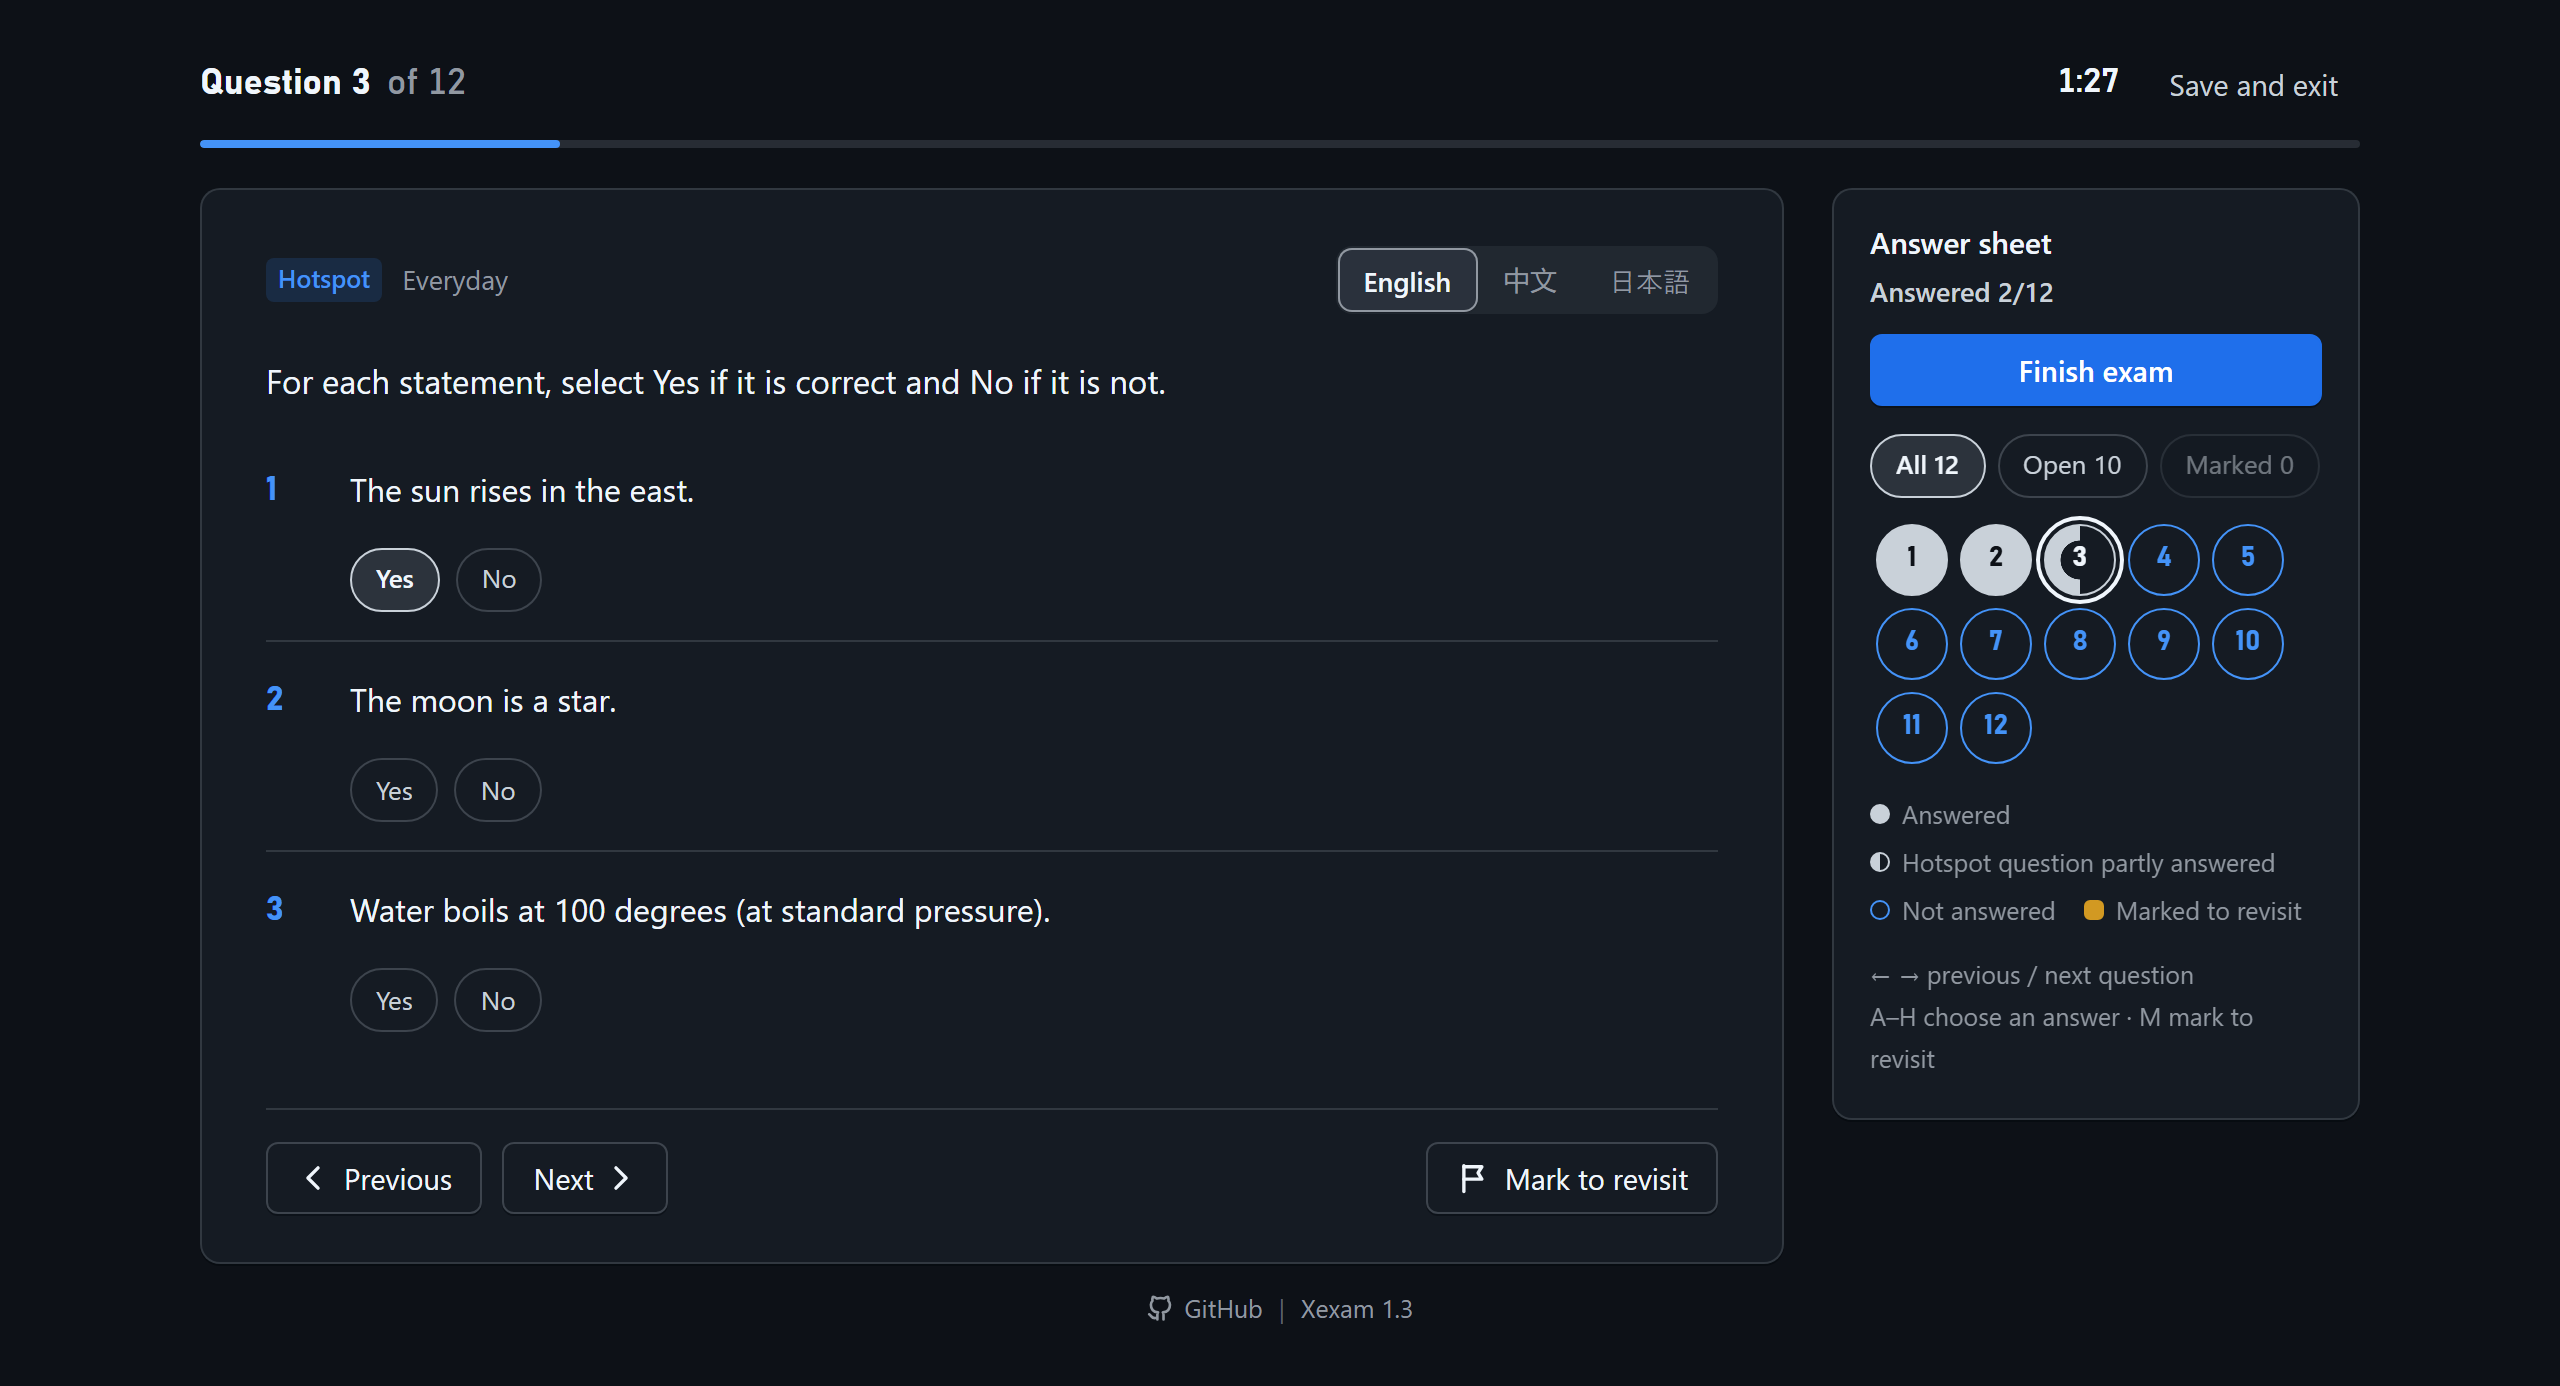 Question 3 of 12
1:27
Save and exit
Hotspot
Everyday
English
中文
日本語
For each statement, select Yes if it is correct and No if it is not.
1
The sun rises in the east.
Yes
No
2
The moon is a star.
Yes
No
3
Water boils at 100 degrees (at standard pressure).
Yes
No
Previous
Next
Mark to revisit
Answer sheet
Answered 2/12
Finish exam
All 12
Open 10
Marked 0
1 2 3 4 5
6 7 8 9 10
11 12
Answered
Hotspot question partly answered
Not answered
Marked to revisit
← → previous / next question
A–H choose an answer · M mark to
revisit
GitHub | Xexam 1.3